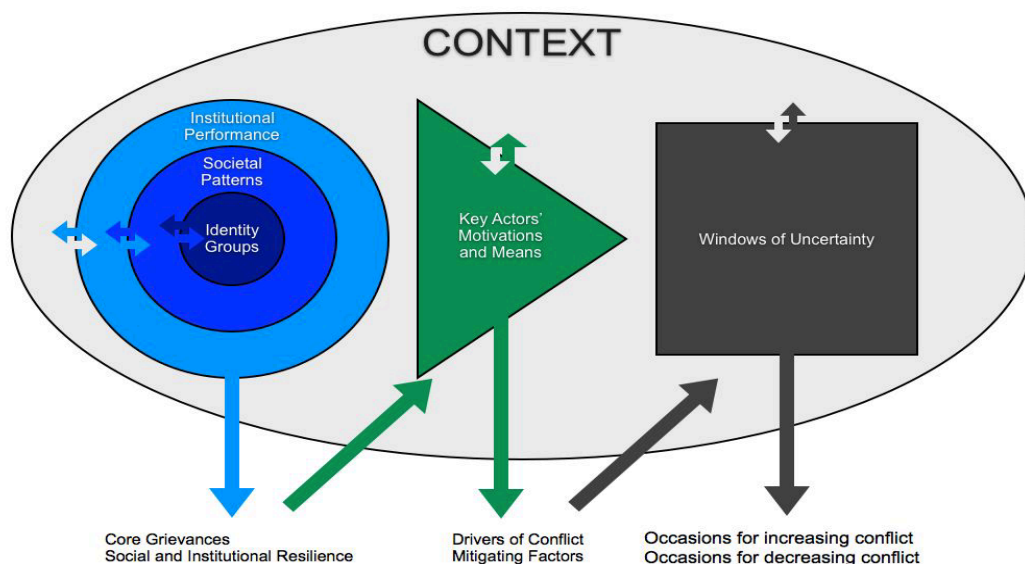 CONTEXT
Institutional
Performance
Societal
Patterns
Identity
Groups
Key Actors'
Motivations
and Means
Windows of Uncertainty
Core Grievances
Social and Institutional Resilience
Drivers of Conflict
Mitigating Factors
Occasions for increasing conflict
Occasions for decreasing conflict